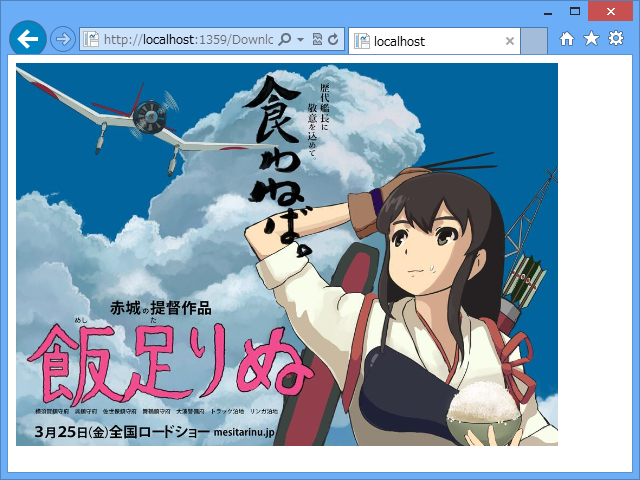 http://localhost:1359/Downlc
localhost
食わねば。
歴代艦長に
敬意を込めて。
赤城の提督作品
めし た
飯足りぬ
横須賀鎮守府 呉鎮守府 佐世保鎮守府 舞鶴鎮守府 大湊警備府 トラック泊地 リンガ泊地
3月25日(金)全国ロードショー mesitarinu.jp